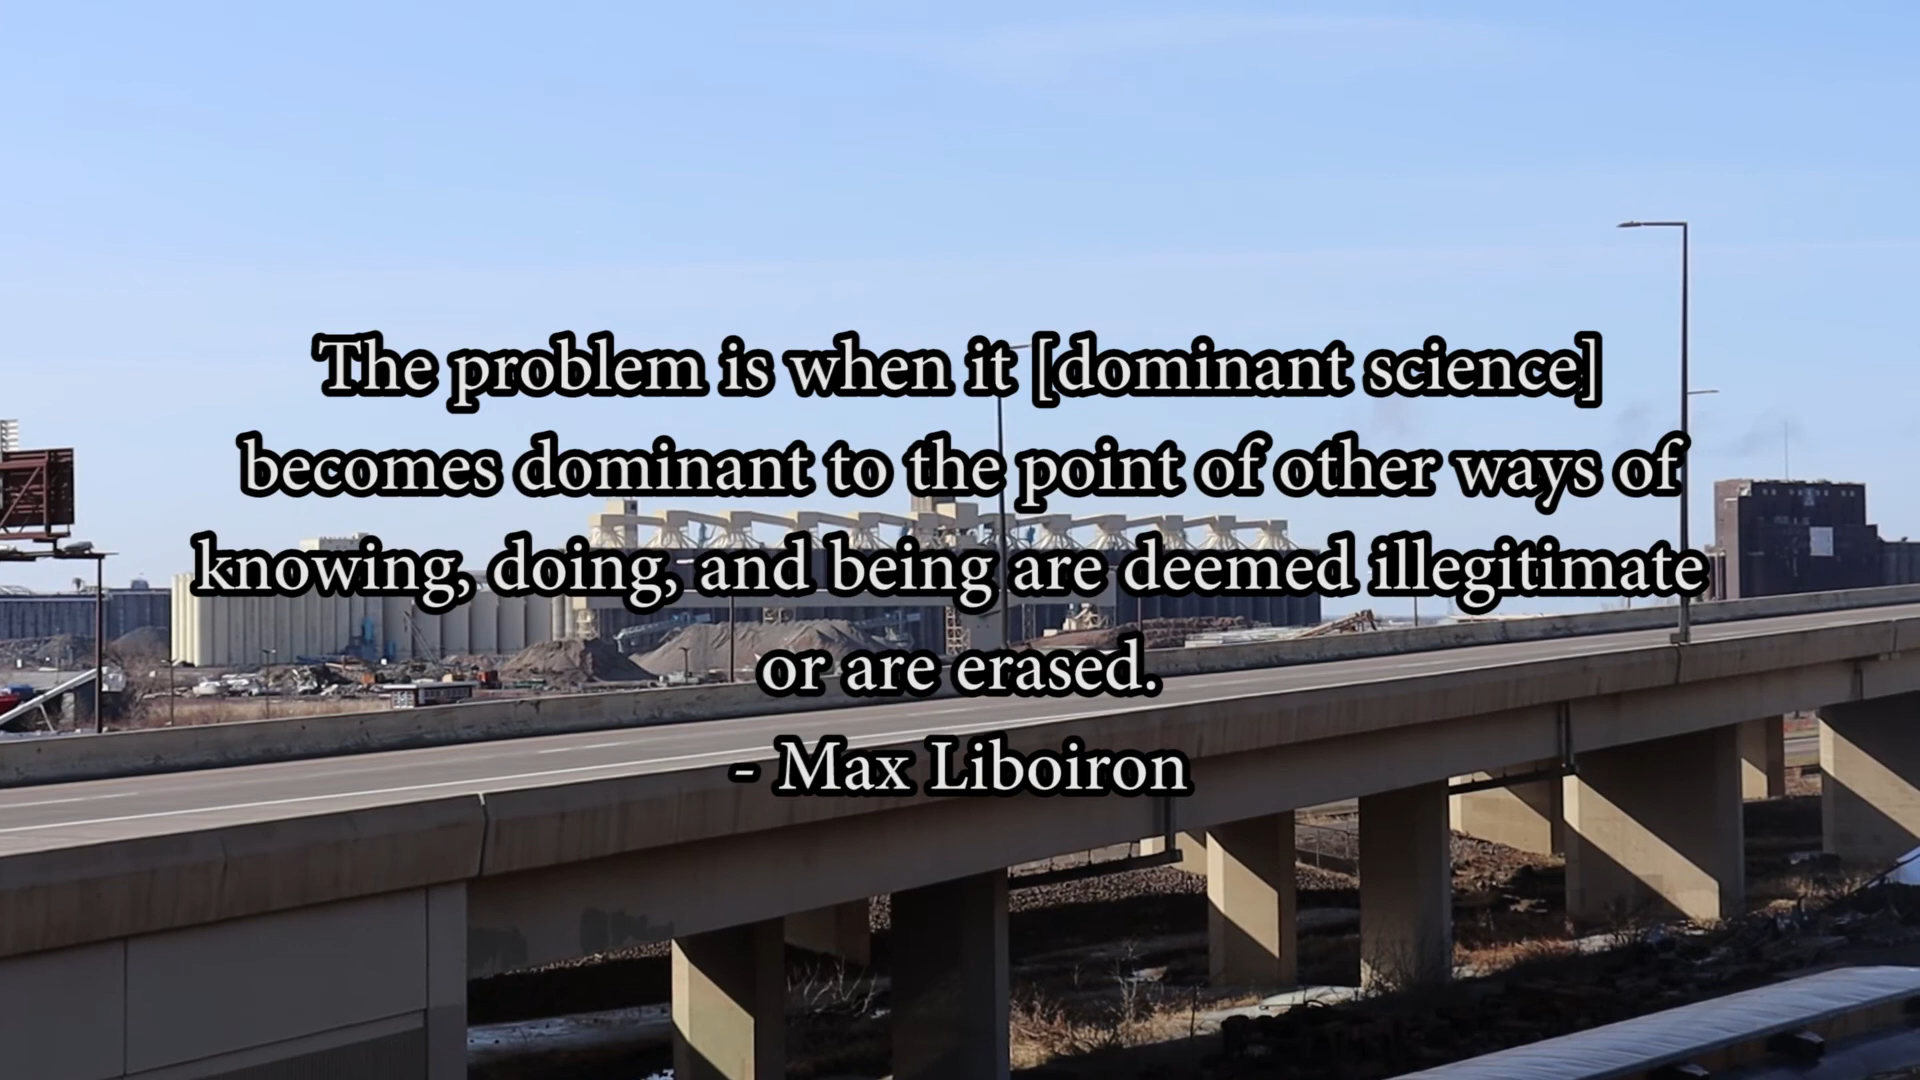 The problem is when it [dominant science]
becomes dominant to the point of other ways of
knowing, doing, and being are deemed illegitimate
or are erased.
- Max Liboiron